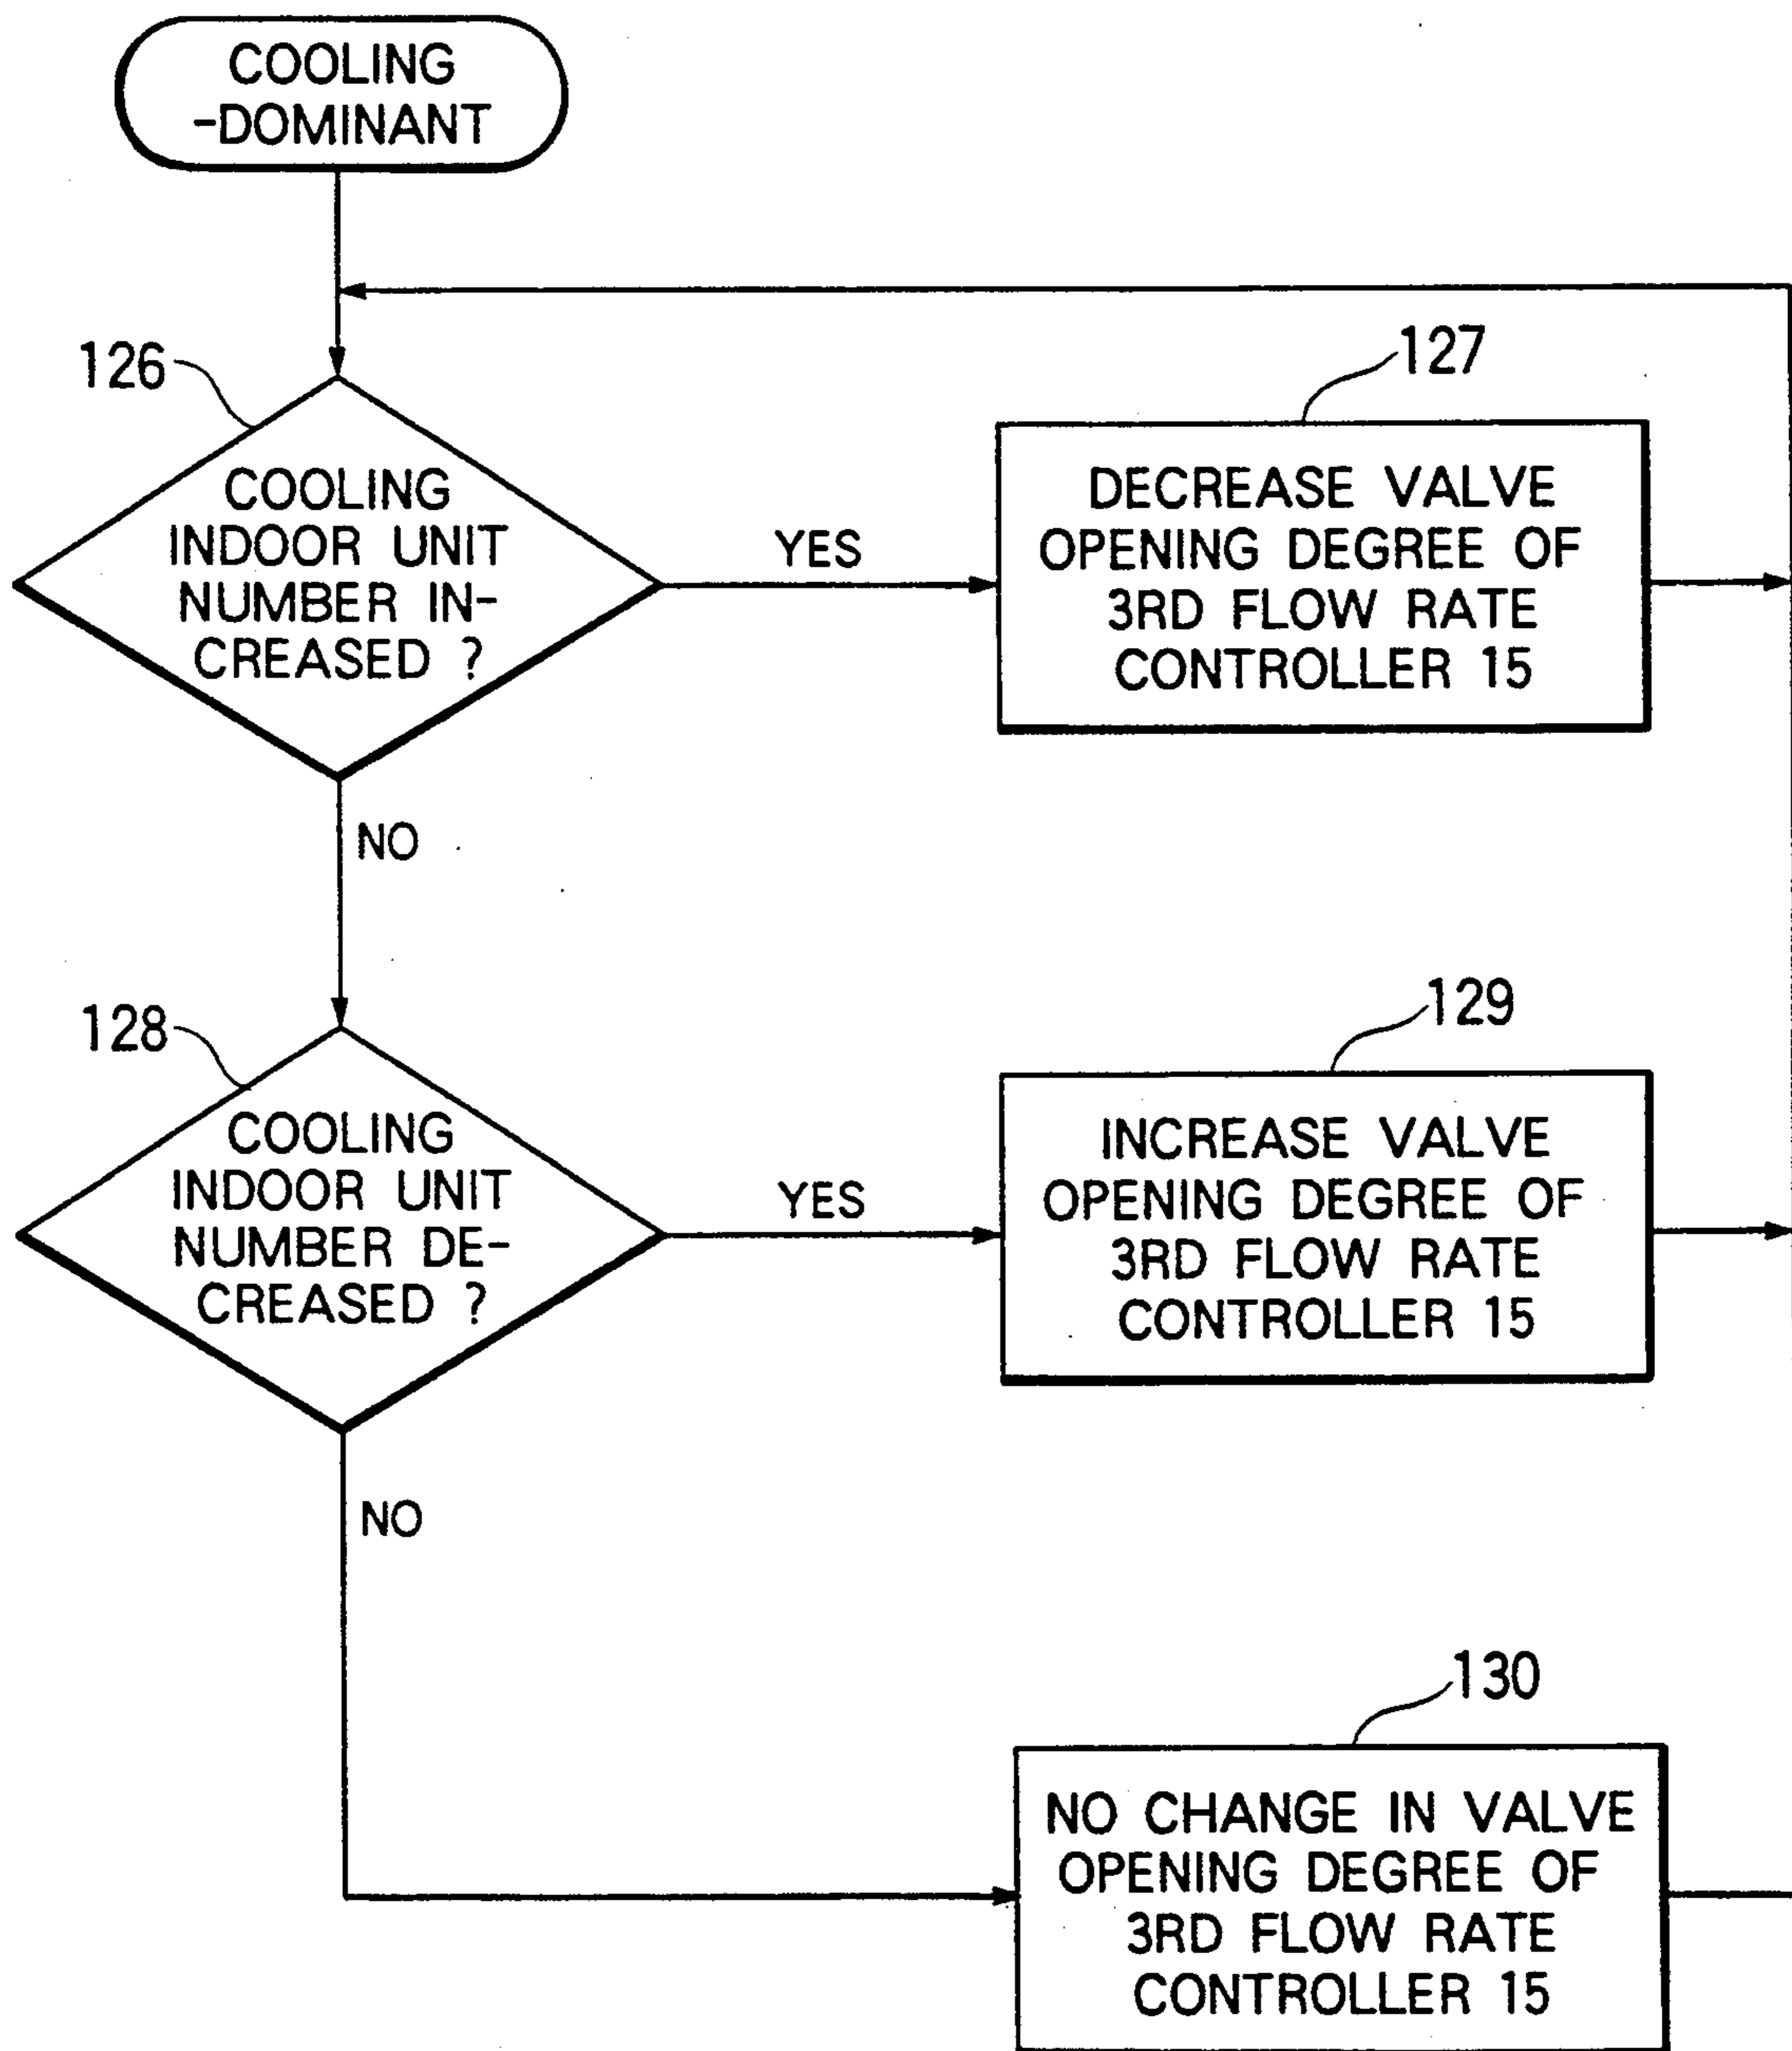 COOLING
-DOMINANT
126
COOLING
INDOOR UNIT
NUMBER IN-
CREASED ?
YES
127
DECREASE VALVE
OPENING DEGREE OF
3RD FLOW RATE
CONTROLLER 15
NO
128
COOLING
INDOOR UNIT
NUMBER DE-
CREASED ?
YES
129
INCREASE VALVE
OPENING DEGREE OF
3RD FLOW RATE
CONTROLLER 15
NO
130
NO CHANGE IN VALVE
OPENING DEGREE OF
3RD FLOW RATE
CONTROLLER 15